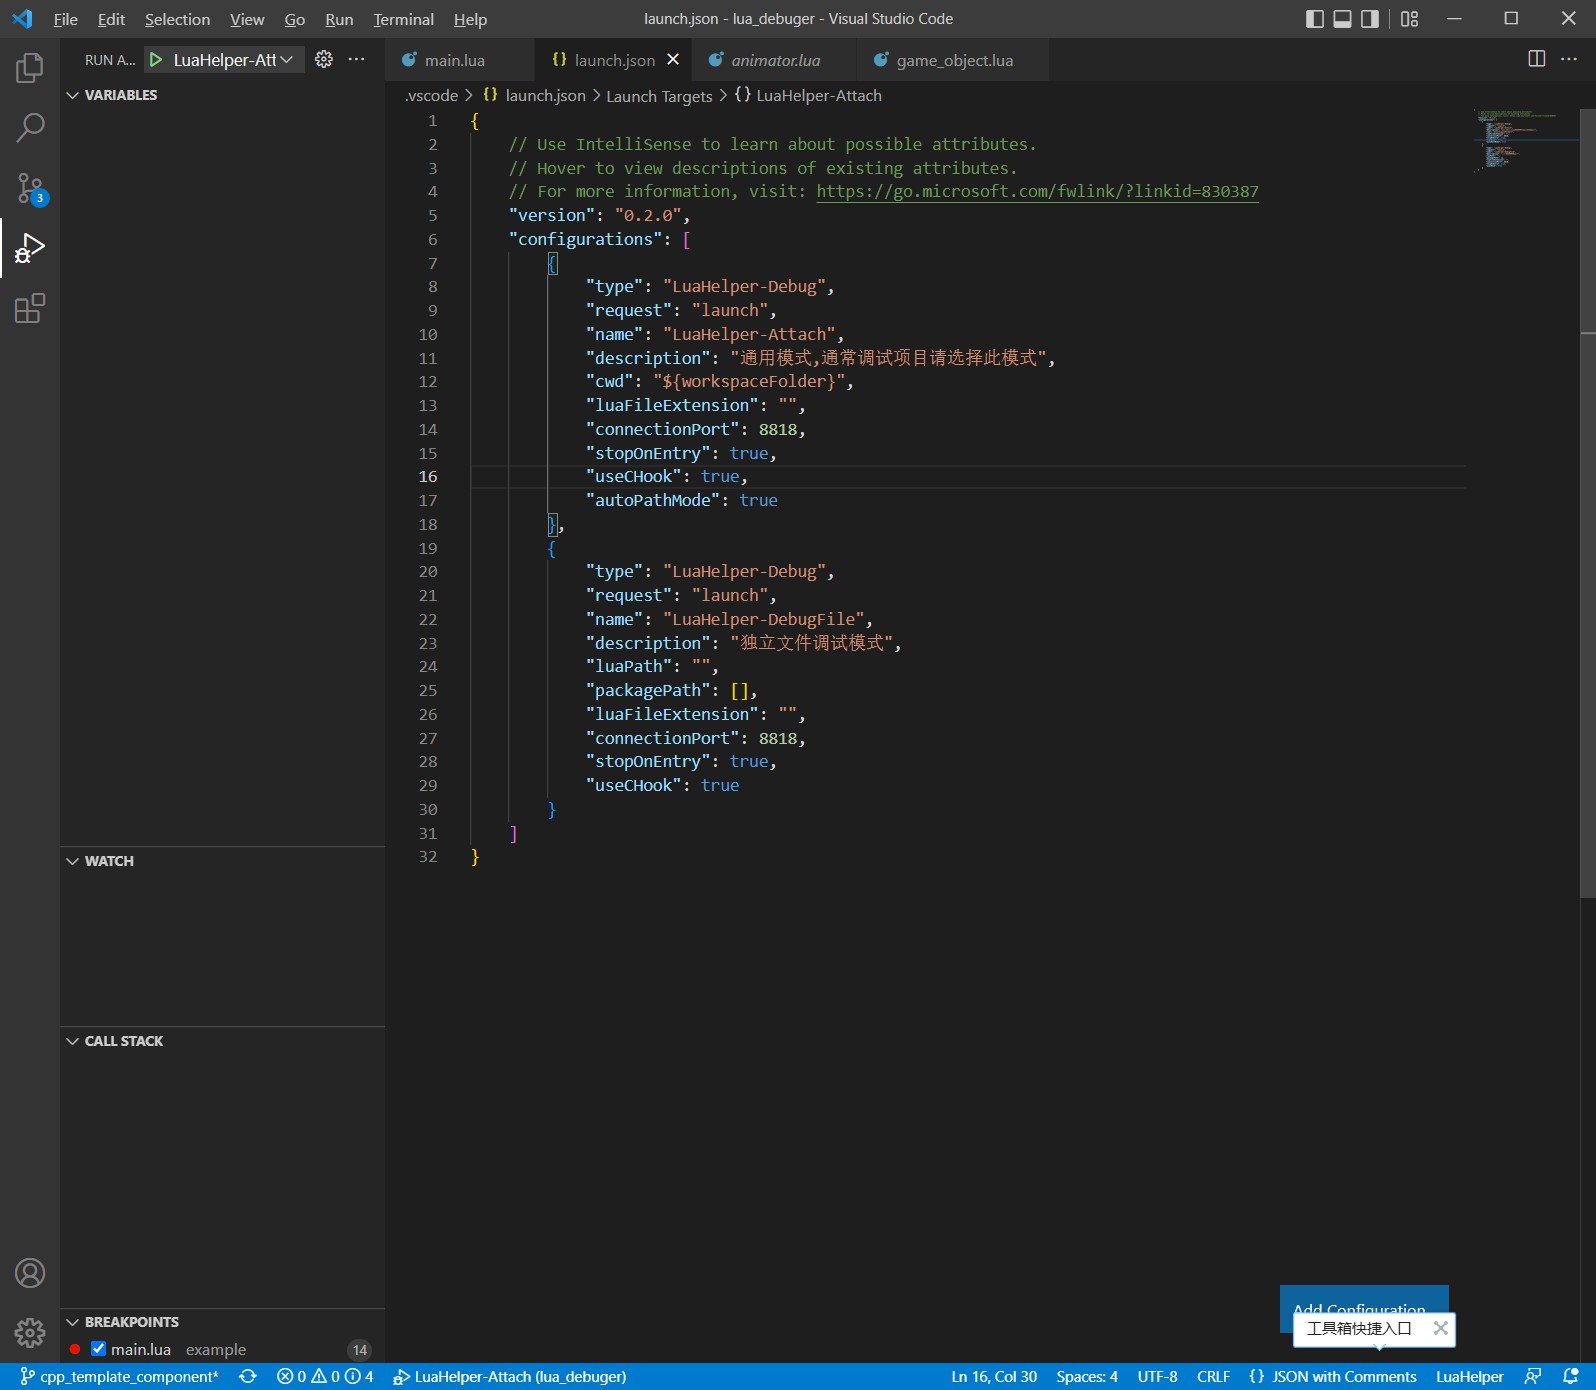 File Edit Selection View Go Run Terminal Help launch.json - lua_debuger - Visual Studio Code
RUN A... LuaHelper-Att ···
main.lua {} launch.json animator.lua game_object.lua ···
VARIABLES
.vscode > {} launch.json > Launch Targets > {} LuaHelper-Attach
1 {
2 // Use IntelliSense to learn about possible attributes.
3 // Hover to view descriptions of existing attributes.
4 // For more information, visit: https://go.microsoft.com/fwlink/?linkid=830387
5 "version": "0.2.0",
6 "configurations": [
7 {
8 "type": "LuaHelper-Debug",
9 "request": "launch",
10 "name": "LuaHelper-Attach",
11 "description": "通用模式,通常调试项目请选择此模式",
12 "cwd": "${workspaceFolder}",
13 "luaFileExtension": "",
14 "connectionPort": 8818,
15 "stopOnEntry": true,
16 "useCHook": true,
17 "autoPathMode": true
18 },
19 {
20 "type": "LuaHelper-Debug",
21 "request": "launch",
22 "name": "LuaHelper-DebugFile",
23 "description": "独立文件调试模式",
24 "luaPath": "",
25 "packagePath": [],
26 "luaFileExtension": "",
27 "connectionPort": 8818,
28 "stopOnEntry": true,
29 "useCHook": true
30 }
31 ]
32 }
3
WATCH
CALL STACK
BREAKPOINTS
main.lua example 14
Add Configuration
工具箱快捷入口
cpp_template_component* 0 0 4 LuaHelper-Attach (lua_debuger) Ln 16, Col 30 Spaces: 4 UTF-8 CRLF {} JSON with Comments LuaHelper